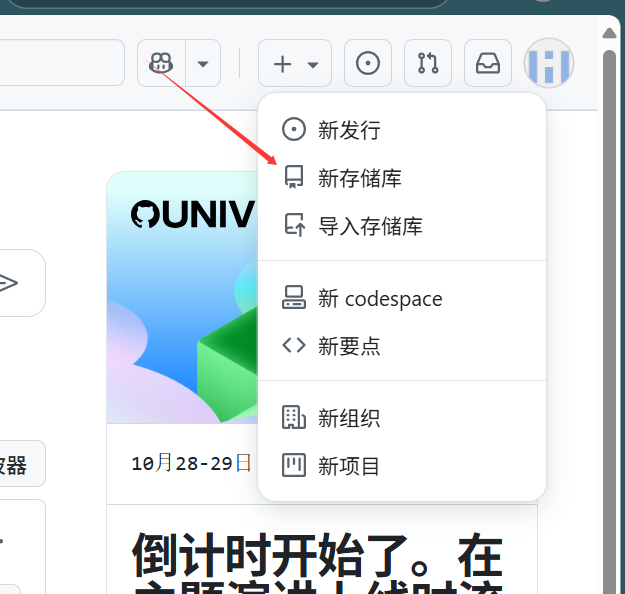 新发行
新存储库
导入存储库
新 codespace
新要点
新组织
新项目
UNIV
器
10月28-29日
倒计时开始了。在